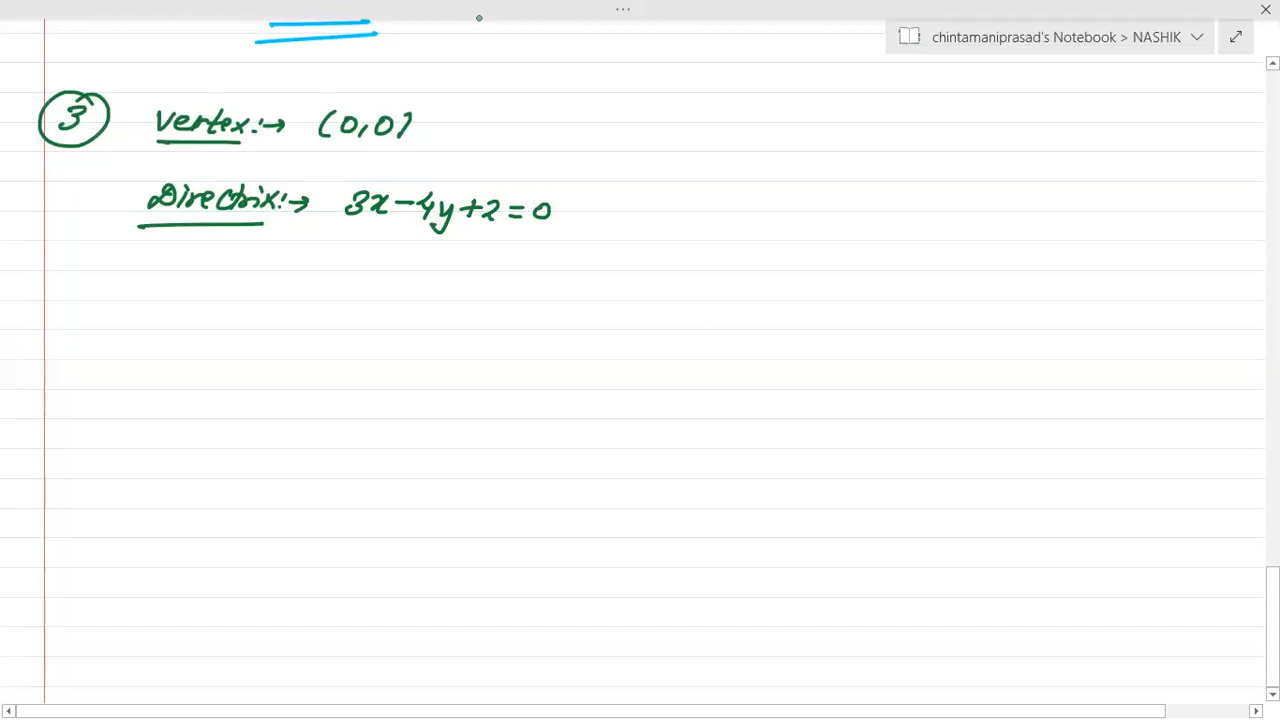 ...
chintamaniprasad's Notebook > NASHIK
3 Vertex:→ (0,0)
Directrix:→ 3x-4y+2=0